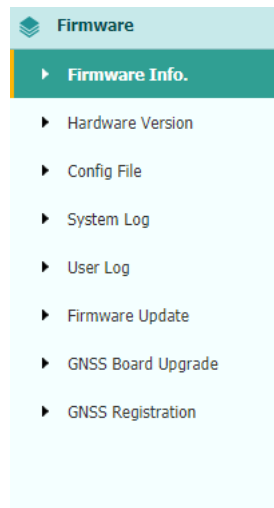 Firmware
Firmware Info.
Hardware Version
Config File
System Log
User Log
Firmware Update
GNSS Board Upgrade
GNSS Registration